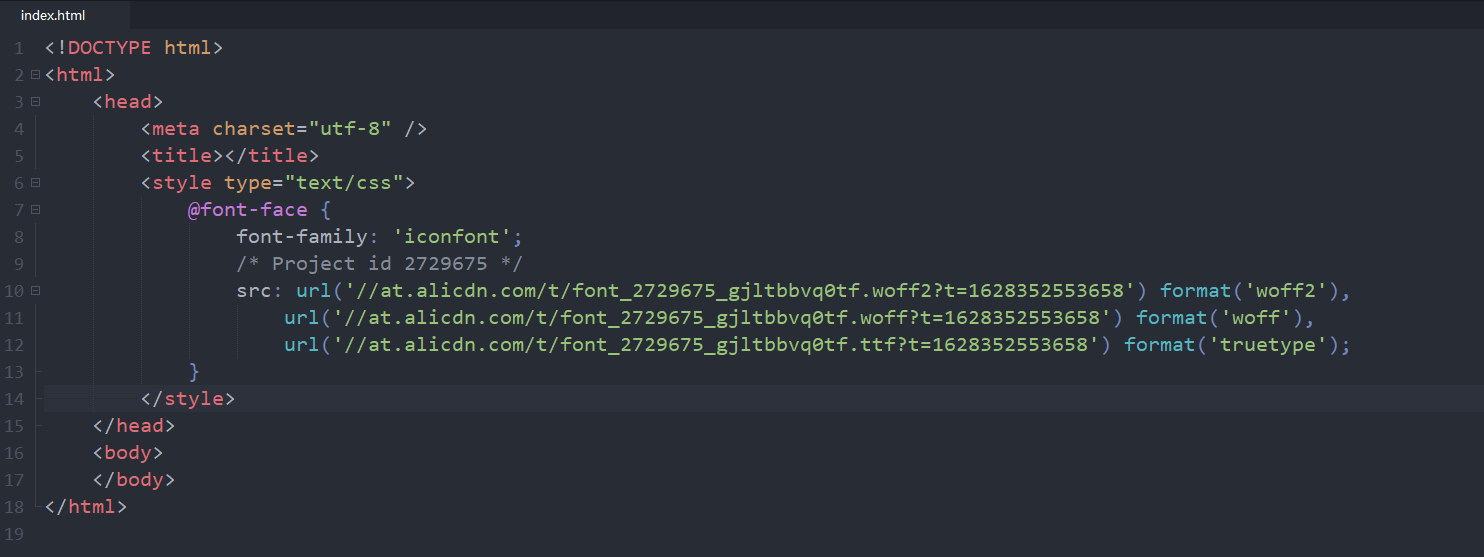 index.html
1 <!DOCTYPE html>
2 <html>
3 <head>
4 <meta charset="utf-8" />
5 <title></title>
6 <style type="text/css">
7 @font-face {
8 font-family: 'iconfont';
9 /* Project id 2729675 */
10 src: url('//at.alicdn.com/t/font_2729675_gjltbbvq0tf.woff2?t=1628352553658') format('woff2'),
11 url('//at.alicdn.com/t/font_2729675_gjltbbvq0tf.woff?t=1628352553658') format('woff'),
12 url('//at.alicdn.com/t/font_2729675_gjltbbvq0tf.ttf?t=1628352553658') format('truetype');
13 }
14 </style>
15 </head>
16 <body>
17 </body>
18 </html>
19